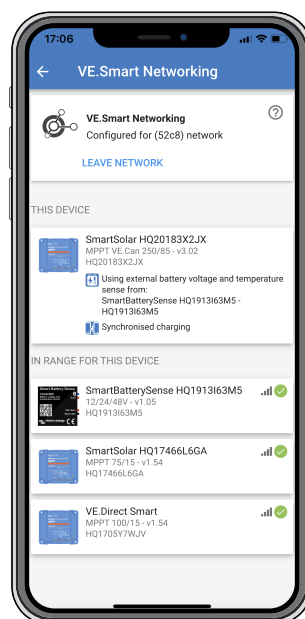 17:06
VE.Smart Networking
VE.Smart Networking
Configured for (52c8) network
LEAVE NETWORK
THIS DEVICE
SmartSolar HQ20183X2JX
MPPT VE.Can 250/85 - v3.02
HQ20183X2JX
Using external battery voltage and temperature
sense from:
SmartBatterySense HQ1913I63M5 -
HQ1913I63M5
Synchronised charging
IN RANGE FOR THIS DEVICE
Smart Battery Sense
SmartBatterySense HQ1913I63M5
12/24/48V - v1.05
HQ1913I63M5
SmartSolar HQ17466L6GA
MPPT 75/15 - v1.54
HQ17466L6GA
VE.Direct Smart
MPPT 100/15 - v1.54
HQ1705Y7WJV